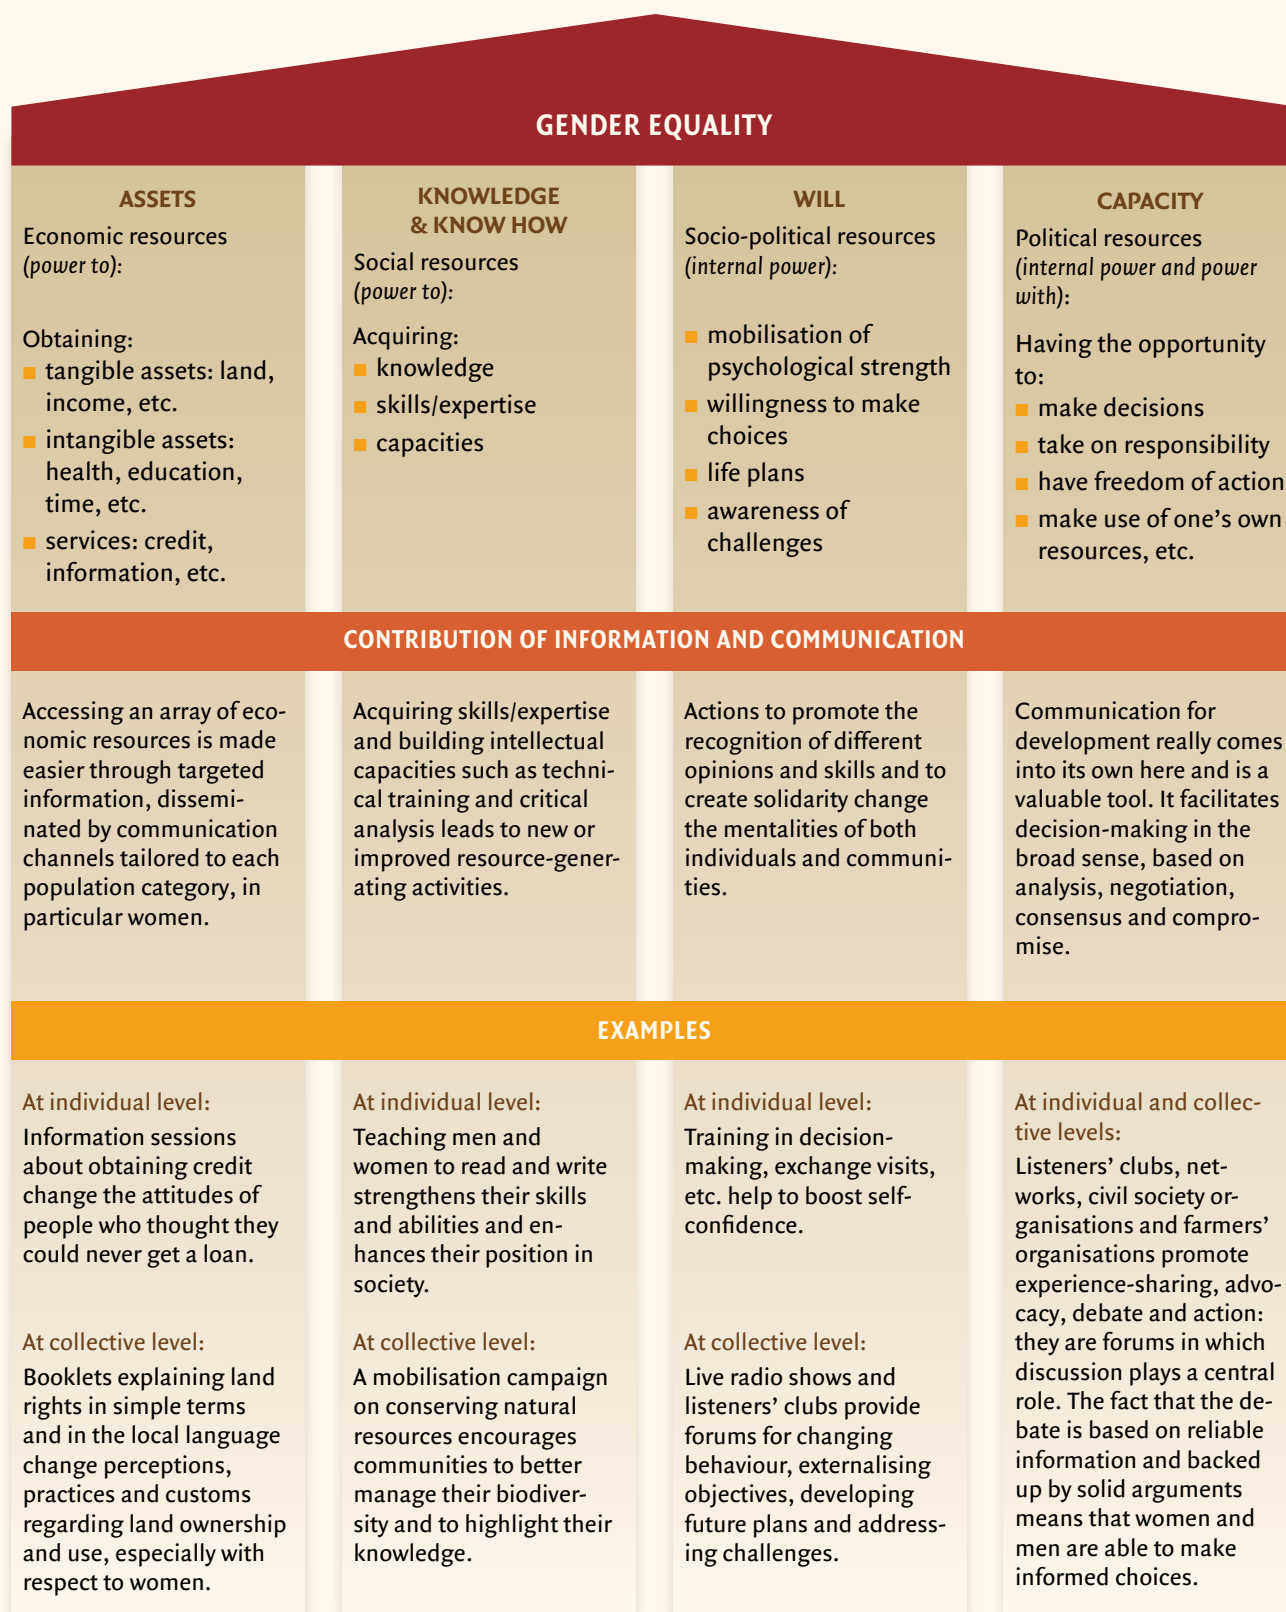 GENDER EQUALITY
ASSETS
Economic resources
(power to):
Obtaining:
■ tangible assets: land,
income, etc.
■ intangible assets:
health, education,
time, etc.
■ services: credit,
information, etc.
KNOWLEDGE
& KNOW HOW
Social resources
(power to):
Acquiring:
■ knowledge
■ skills/expertise
■ capacities
WILL
Socio-political resources
(internal power):
■ mobilisation of
psychological strength
■ willingness to make
choices
■ life plans
■ awareness of
challenges
CAPACITY
Political resources
(internal power and power
with):
Having the opportunity
to:
■ make decisions
■ take on responsibility
■ have freedom of action
■ make use of one's own
resources, etc.
CONTRIBUTION OF INFORMATION AND COMMUNICATION
Accessing an array of eco-
nomic resources is made
easier through targeted
information, dissemi-
nated by communication
channels tailored to each
population category, in
particular women.
Acquiring skills/expertise
and building intellectual
capacities such as techni-
cal training and critical
analysis leads to new or
improved resource-gener-
ating activities.
Actions to promote the
recognition of different
opinions and skills and to
create solidarity change
the mentalities of both
individuals and communi-
ties.
Communication for
development really comes
into its own here and is a
valuable tool. It facilitates
decision-making in the
broad sense, based on
analysis, negotiation,
consensus and compro-
mise.
EXAMPLES
At individual level:
Information sessions
about obtaining credit
change the attitudes of
people who thought they
could never get a loan.
At collective level:
Booklets explaining land
rights in simple terms
and in the local language
change perceptions,
practices and customs
regarding land ownership
and use, especially with
respect to women.
At individual level:
Teaching men and
women to read and write
strengthens their skills
and abilities and en-
hances their position in
society.
At collective level:
A mobilisation campaign
on conserving natural
resources encourages
communities to better
manage their biodiver-
sity and to highlight their
knowledge.
At individual level:
Training in decision-
making, exchange visits,
etc. help to boost self-
confidence.
At collective level:
Live radio shows and
listeners' clubs provide
forums for changing
behaviour, externalising
objectives, developing
future plans and address-
ing challenges.
At individual and collec-
tive levels:
Listeners' clubs, net-
works, civil society or-
ganisations and farmers'
organisations promote
experience-sharing, advo-
cacy, debate and action:
they are forums in which
discussion plays a central
role. The fact that the de-
bate is based on reliable
information and backed
up by solid arguments
means that women and
men are able to make
informed choices.